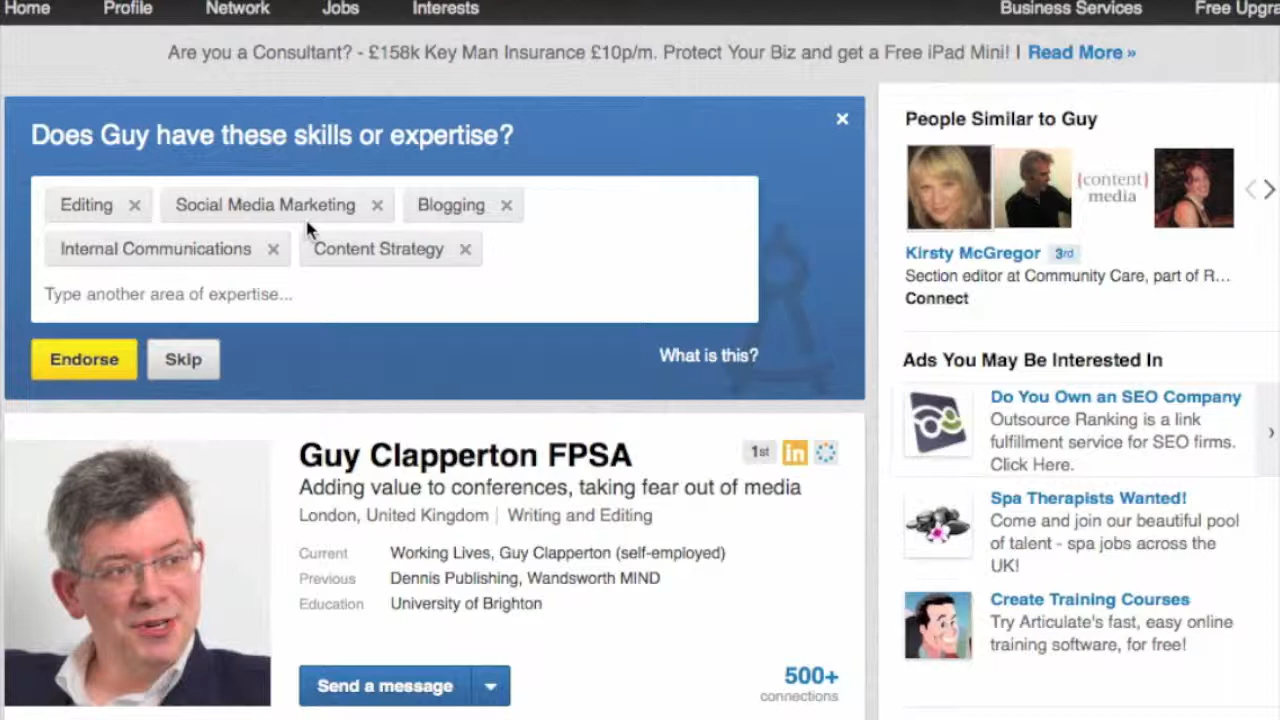 Home Profile Network Jobs Interests Business Services Free Upgra
Are you a Consultant? - £158k Key Man Insurance £10p/m. Protect Your Biz and get a Free iPad Mini! | Read More »
Does Guy have these skills or expertise?
Editing × Social Media Marketing × Blogging ×
Internal Communications × Content Strategy ×
Type another area of expertise...
Endorse Skip What is this?
Guy Clapperton FPSA 1st in
Adding value to conferences, taking fear out of media
London, United Kingdom | Writing and Editing
Current Working Lives, Guy Clapperton (self-employed)
Previous Dennis Publishing, Wandsworth MIND
Education University of Brighton
Send a message 500+
connections
People Similar to Guy
[content]
media
Kirsty McGregor 3rd
Section editor at Community Care, part of R...
Connect
Ads You May Be Interested In
Do You Own an SEO Company
Outsource Ranking is a link
fulfillment service for SEO firms.
Click Here.
Spa Therapists Wanted!
Come and join our beautiful pool
of talent - spa jobs across the
UK!
Create Training Courses
Try Articulate's fast, easy online
training software, for free!